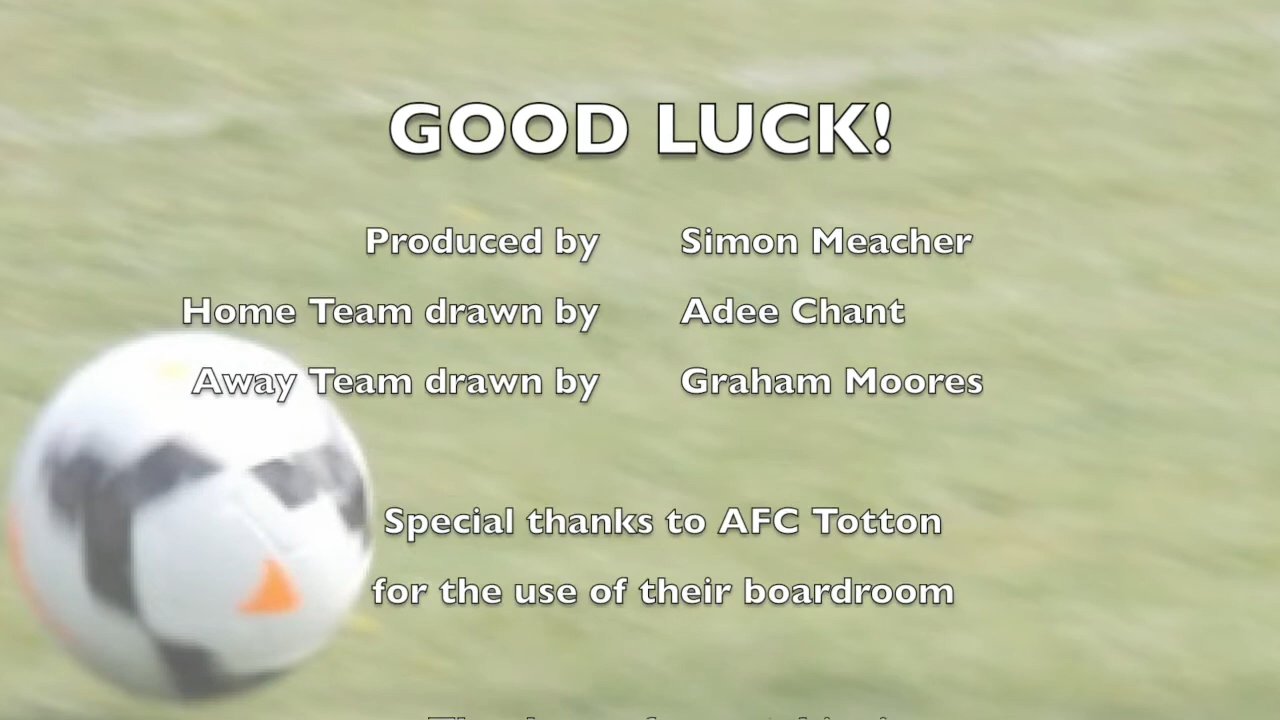 GOOD LUCK!
Produced by Simon Meacher
Home Team drawn by Adee Chant
Away Team drawn by Graham Moores
Special thanks to AFC Totton
for the use of their boardroom